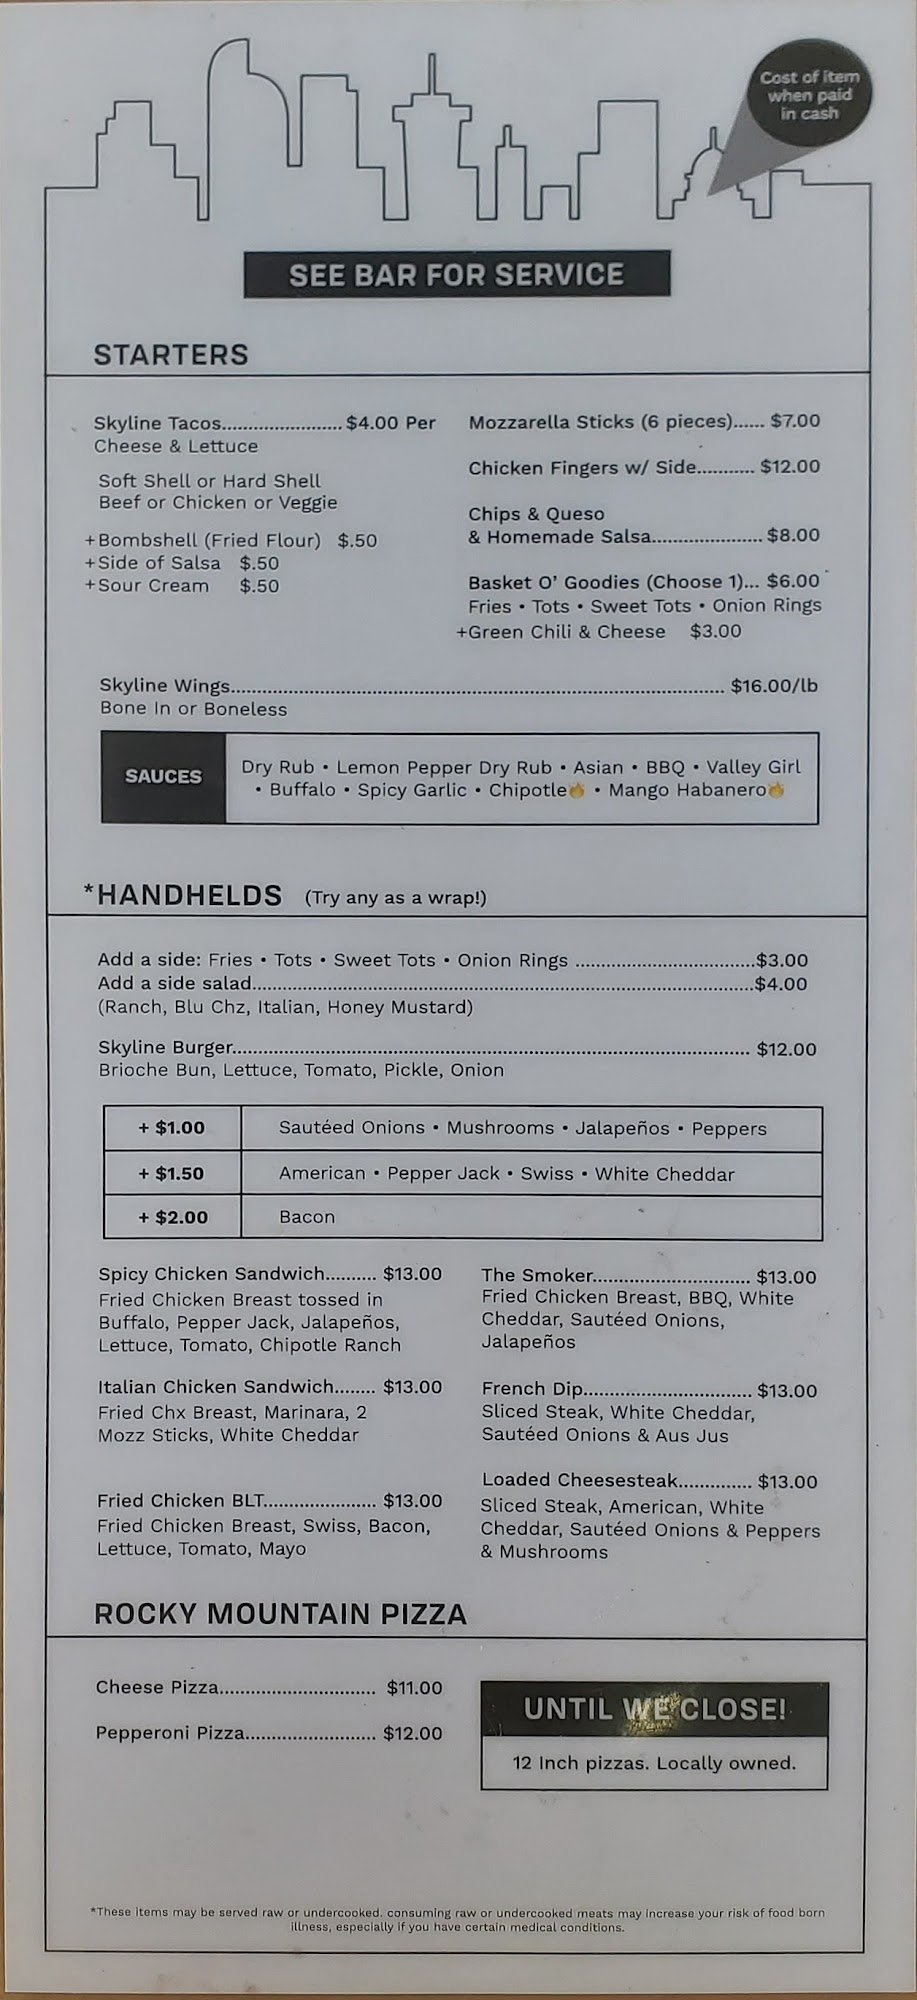 Cost of item
when paid
in cash
SEE BAR FOR SERVICE
STARTERS
Skyline Tacos...................... $4.00 Per
Cheese & Lettuce
Soft Shell or Hard Shell
Beef or Chicken or Veggie
+Bombshell (Fried Flour) $.50
+Side of Salsa $.50
+Sour Cream $.50
Mozzarella Sticks (6 pieces)...... $7.00
Chicken Fingers w/ Side........... $12.00
Chips & Queso
& Homemade Salsa..................... $8.00
Basket O' Goodies (Choose 1)... $6.00
Fries • Tots • Sweet Tots • Onion Rings
+Green Chili & Cheese $3.00
Skyline Wings.................................................................................... $16.00/lb
Bone In or Boneless
SAUCES
Dry Rub • Lemon Pepper Dry Rub • Asian • BBQ • Valley Girl
• Buffalo • Spicy Garlic • Chipotle🔥 • Mango Habanero🔥
*HANDHELDS (Try any as a wrap!)
Add a side: Fries • Tots • Sweet Tots • Onion Rings ...............................$3.00
Add a side salad.......................................................................................$4.00
(Ranch, Blu Chz, Italian, Honey Mustard)
Skyline Burger......................................................................................... $12.00
Brioche Bun, Lettuce, Tomato, Pickle, Onion
+ $1.00 Sautéed Onions • Mushrooms • Jalapeños • Peppers
+ $1.50 American • Pepper Jack • Swiss • White Cheddar
+ $2.00 Bacon
Spicy Chicken Sandwich.......... $13.00
Fried Chicken Breast tossed in
Buffalo, Pepper Jack, Jalapeños,
Lettuce, Tomato, Chipotle Ranch
Italian Chicken Sandwich........ $13.00
Fried Chx Breast, Marinara, 2
Mozz Sticks, White Cheddar
Fried Chicken BLT..................... $13.00
Fried Chicken Breast, Swiss, Bacon,
Lettuce, Tomato, Mayo
The Smoker............................. $13.00
Fried Chicken Breast, BBQ, White
Cheddar, Sautéed Onions,
Jalapeños
French Dip............................... $13.00
Sliced Steak, White Cheddar,
Sautéed Onions & Aus Jus
Loaded Cheesesteak.............. $13.00
Sliced Steak, American, White
Cheddar, Sautéed Onions & Peppers
& Mushrooms
ROCKY MOUNTAIN PIZZA
Cheese Pizza............................. $11.00
Pepperoni Pizza........................ $12.00
UNTIL WE CLOSE!
12 Inch pizzas. Locally owned.
*These items may be served raw or undercooked. consuming raw or undercooked meats may increase your risk of food born
illness, especially if you have certain medical conditions.